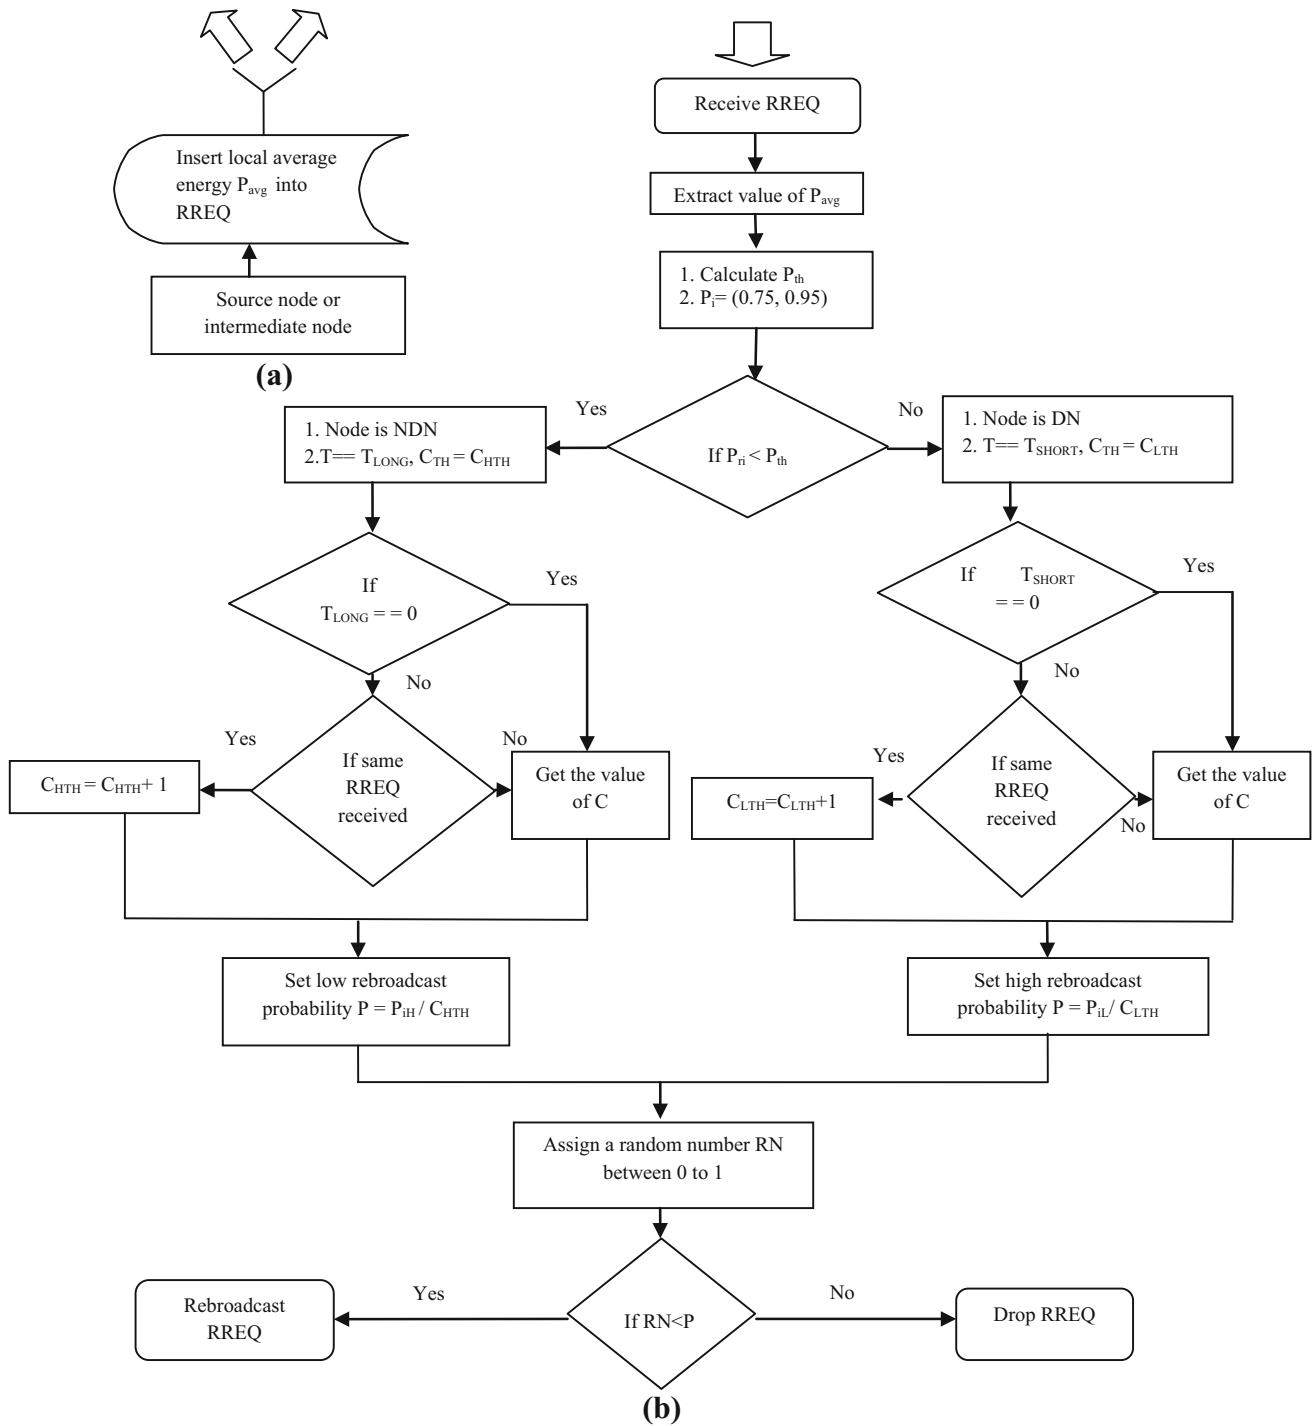 Insert local average
energy Pavg into
RREQ
Source node or
intermediate node
(a)
Receive RREQ
Extract value of Pavg
1. Calculate Pth
2. Pi= (0.75, 0.95)
If Pri < Pth
Yes
No
1. Node is NDN
2.T== TLONG, CTH = CHTH
1. Node is DN
2. T== TSHORT, CTH = CLTH
If
TLONG = = 0
Yes
No
If TSHORT
= = 0
Yes
No
If same
RREQ
received
Yes
No
CHTH = CHTH+ 1
Get the value
of C
If same
RREQ
received
Yes
No
CLTH=CLTH+1
Get the value
of C
Set low rebroadcast
probability P = PiH / CHTH
Set high rebroadcast
probability P = PiL/ CLTH
Assign a random number RN
between 0 to 1
If RN<P
Yes
No
Rebroadcast
RREQ
Drop RREQ
(b)